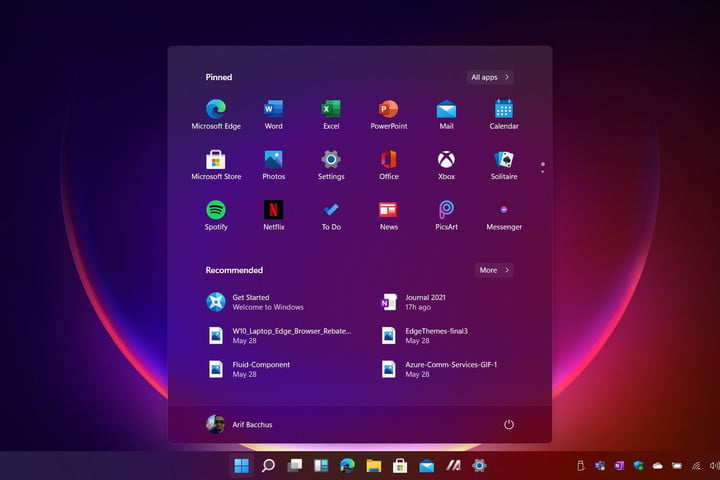 Pinned
All apps
Microsoft Edge
Word
Excel
PowerPoint
Mail
Calendar
Microsoft Store
Photos
Settings
Office
Xbox
Solitaire
Spotify
Netflix
To Do
News
PicsArt
Messenger
Recommended
More
Get Started
Welcome to Windows
Journal 2021
17h ago
W10_Laptop_Edge_Browser_Rebate...
May 28
EdgeThemes-final3
May 28
Fluid-Component
May 28
Azure-Comm-Services-GIF-1
May 28
Arif Bacchus